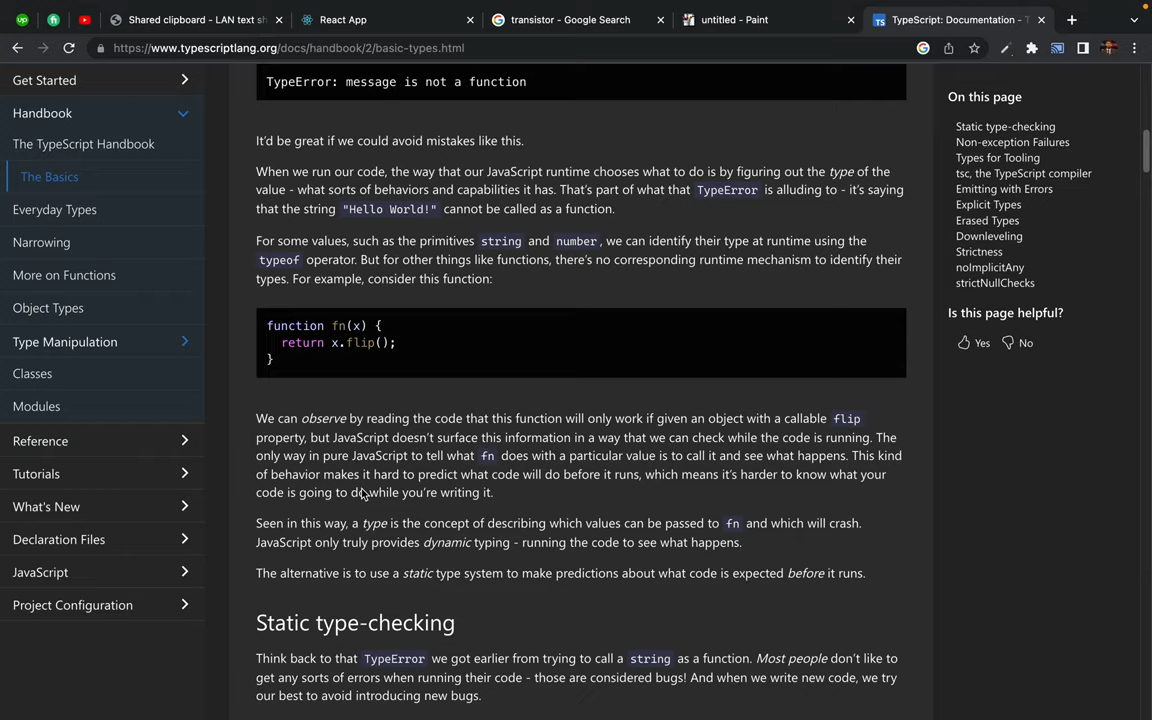 Shared clipboard - LAN text sh
React App
transistor - Google Search
untitled - Paint
TypeScript: Documentation - T
https://www.typescriptlang.org/docs/handbook/2/basic-types.html
Get Started
Handbook
The TypeScript Handbook
The Basics
Everyday Types
Narrowing
More on Functions
Object Types
Type Manipulation
Classes
Modules
Reference
Tutorials
What's New
Declaration Files
JavaScript
Project Configuration
TypeError: message is not a function
It'd be great if we could avoid mistakes like this.
When we run our code, the way that our JavaScript runtime chooses what to do is by figuring out the type of the
value - what sorts of behaviors and capabilities it has. That's part of what that TypeError is alluding to - it's saying
that the string "Hello World!" cannot be called as a function.
For some values, such as the primitives string and number, we can identify their type at runtime using the
typeof operator. But for other things like functions, there's no corresponding runtime mechanism to identify their
types. For example, consider this function:
function fn(x) {
return x.flip();
}
We can observe by reading the code that this function will only work if given an object with a callable flip
property, but JavaScript doesn't surface this information in a way that we can check while the code is running. The
only way in pure JavaScript to tell what fn does with a particular value is to call it and see what happens. This kind
of behavior makes it hard to predict what code will do before it runs, which means it's harder to know what your
code is going to do while you're writing it.
Seen in this way, a type is the concept of describing which values can be passed to fn and which will crash.
JavaScript only truly provides dynamic typing - running the code to see what happens.
The alternative is to use a static type system to make predictions about what code is expected before it runs.
Static type-checking
Think back to that TypeError we got earlier from trying to call a string as a function. Most people don't like to
get any sorts of errors when running their code - those are considered bugs! And when we write new code, we try
our best to avoid introducing new bugs.
On this page
Static type-checking
Non-exception Failures
Types for Tooling
tsc, the TypeScript compiler
Emitting with Errors
Explicit Types
Erased Types
Downleveling
Strictness
noImplicitAny
strictNullChecks
Is this page helpful?
Yes No